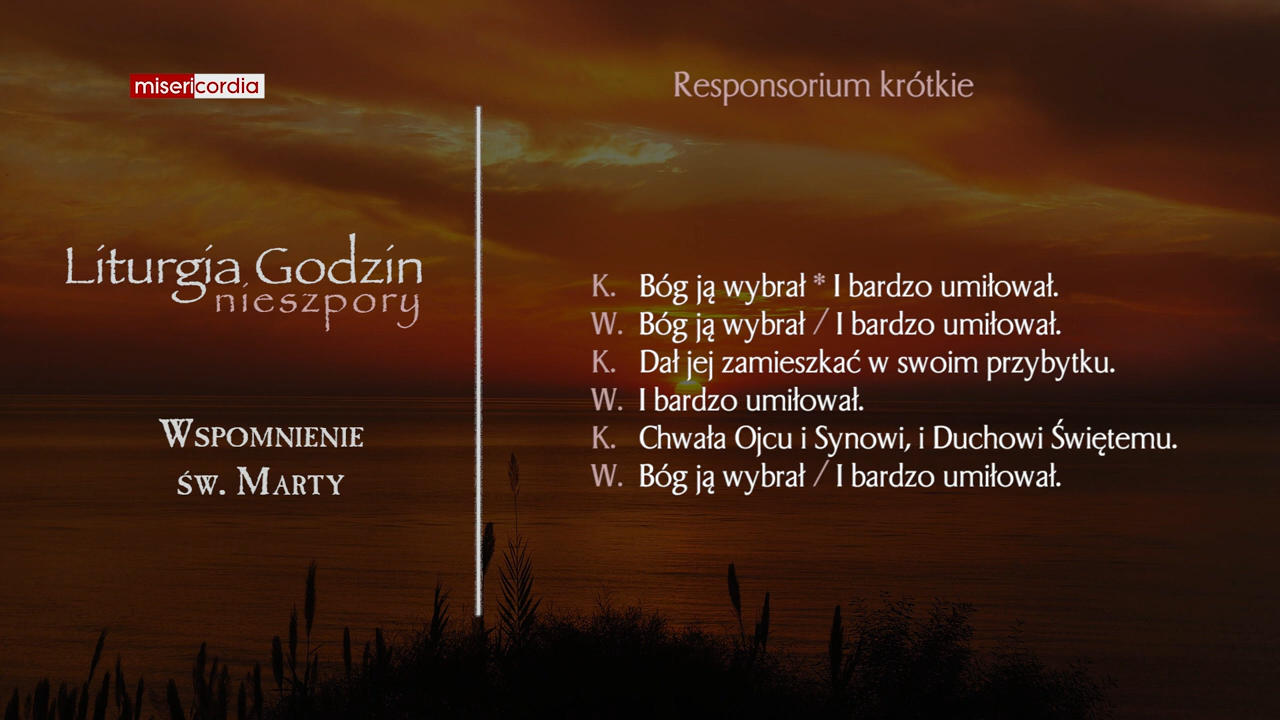 misericordia
Responsorium krótkie
Liturgia Godzin
nieszpory
Wspomnienie
św. Marty
K. Bóg ją wybrał * I bardzo umiłował.
W. Bóg ją wybrał / I bardzo umiłował.
K. Dał jej zamieszkać w swoim przybytku.
W. I bardzo umiłował.
K. Chwała Ojcu i Synowi, i Duchowi Świętemu.
W. Bóg ją wybrał / I bardzo umiłował.